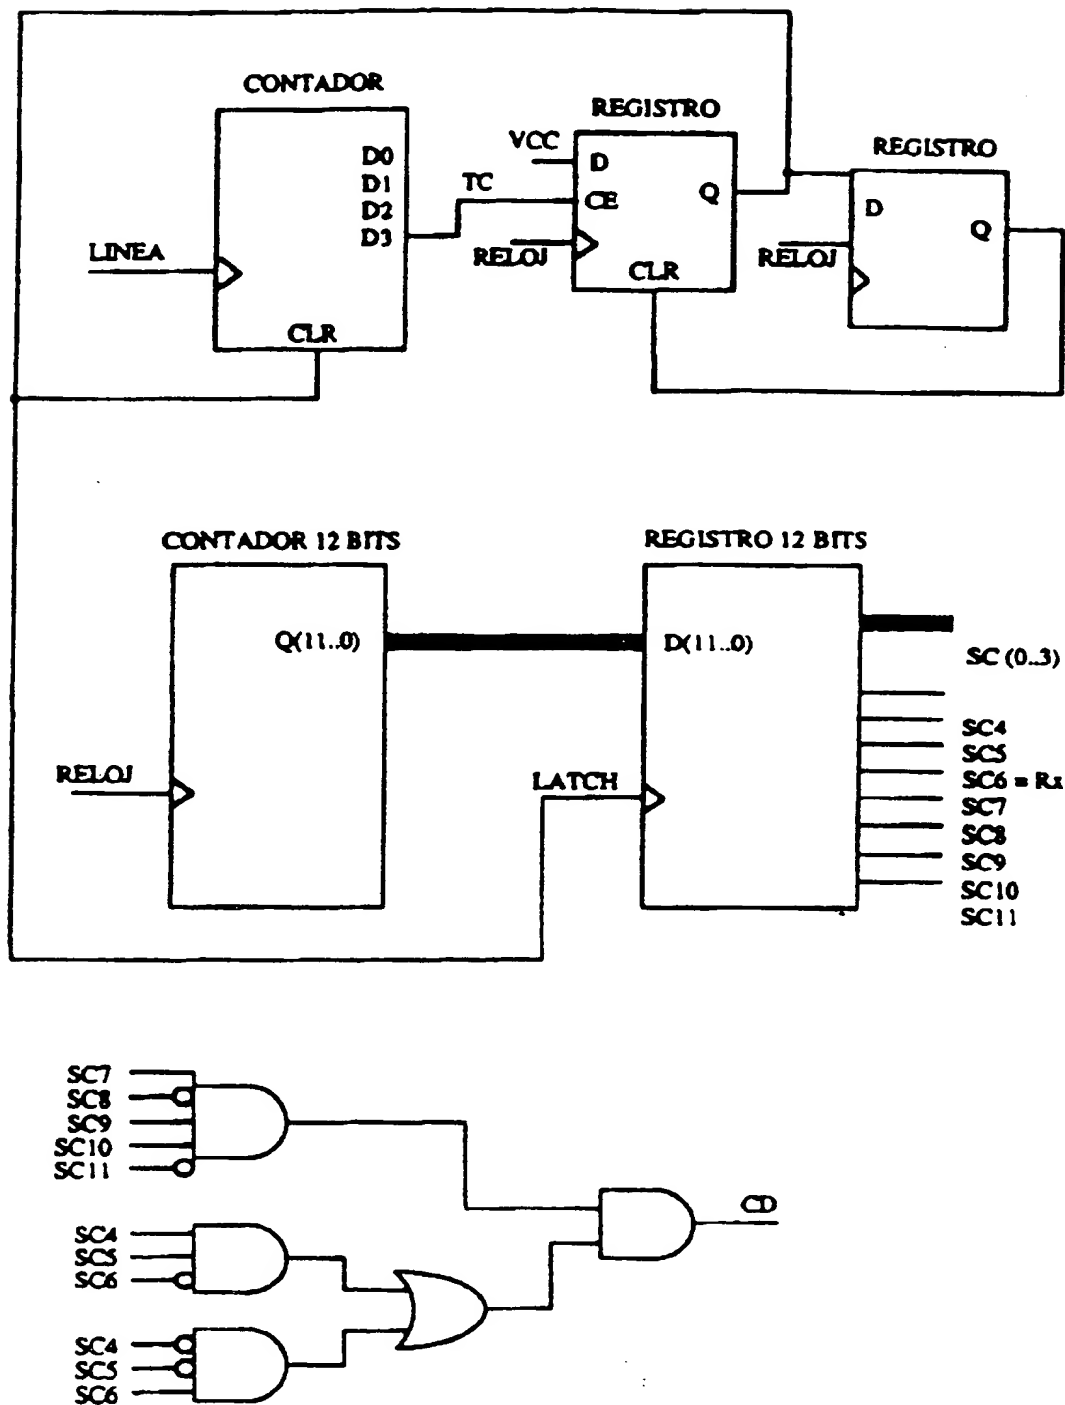 CONTADOR
D0
D1
D2
D3
LINEA
CLR
TC
REGISTRO
VCC
D
CE
Q
RELOJ
CLR
REGISTRO
D
Q
RELOJ
CONTADOR 12 BITS
Q(11..0)
RELOJ
REGISTRO 12 BITS
D(11..0)
LATCH
SC (0..3)
SC4
SC5
SC6 = Rx
SC7
SC8
SC9
SC10
SC11
SC7
SC8
SC9
SC10
SC11
SC4
SC5
SC6
SC4
SC5
SC6
CD